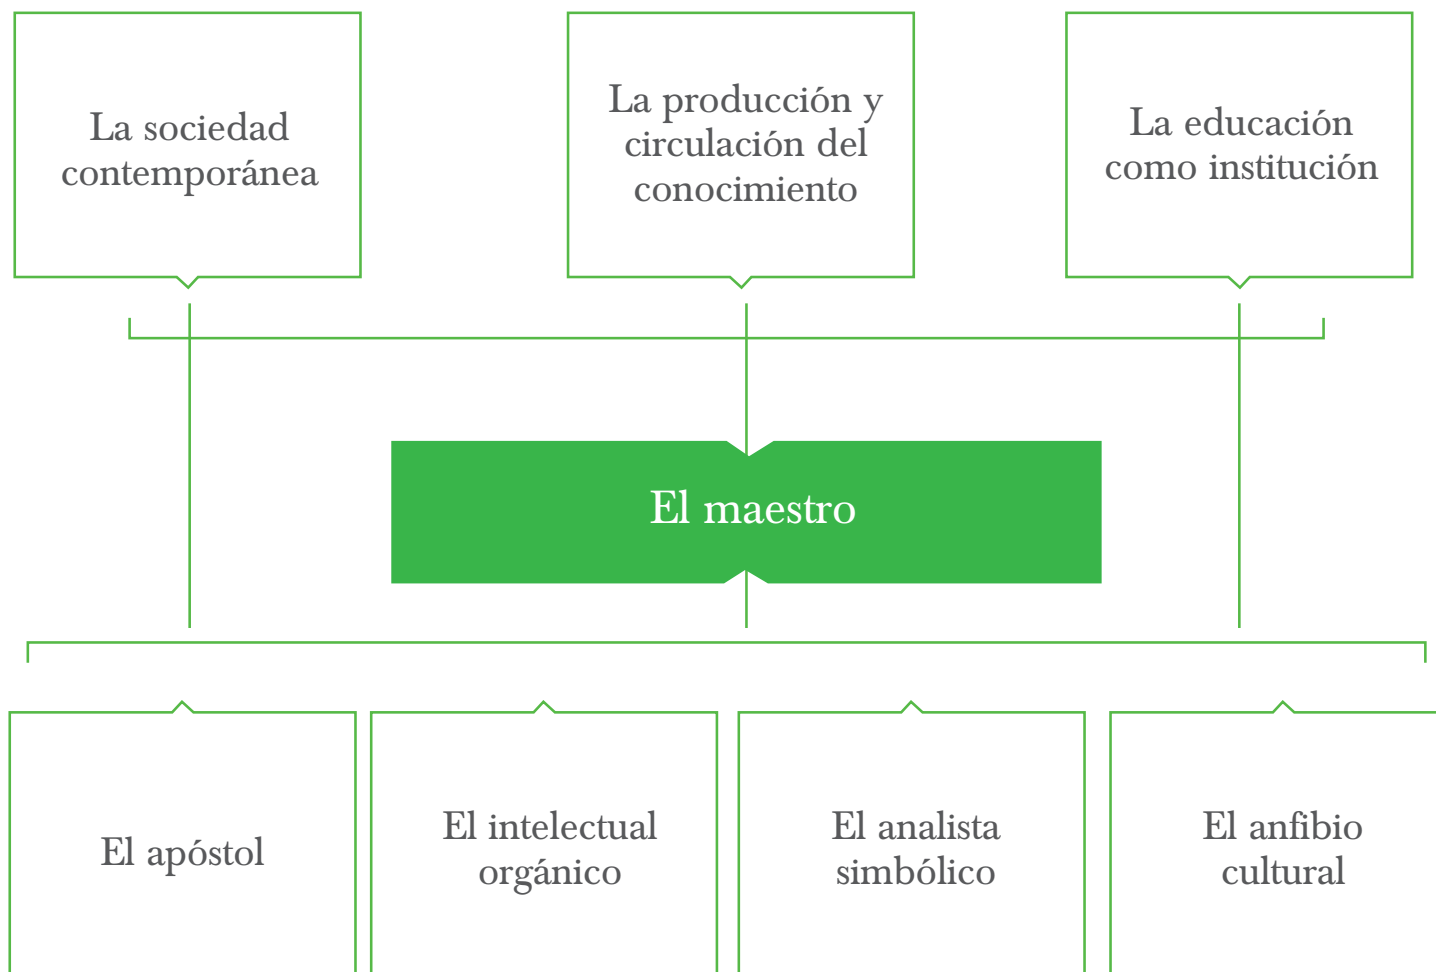 La sociedad
contemporánea
La producción y
circulación del
conocimiento
La educación
como institución
El maestro
El apóstol
El intelectual
orgánico
El analista
simbólico
El anfibio
cultural